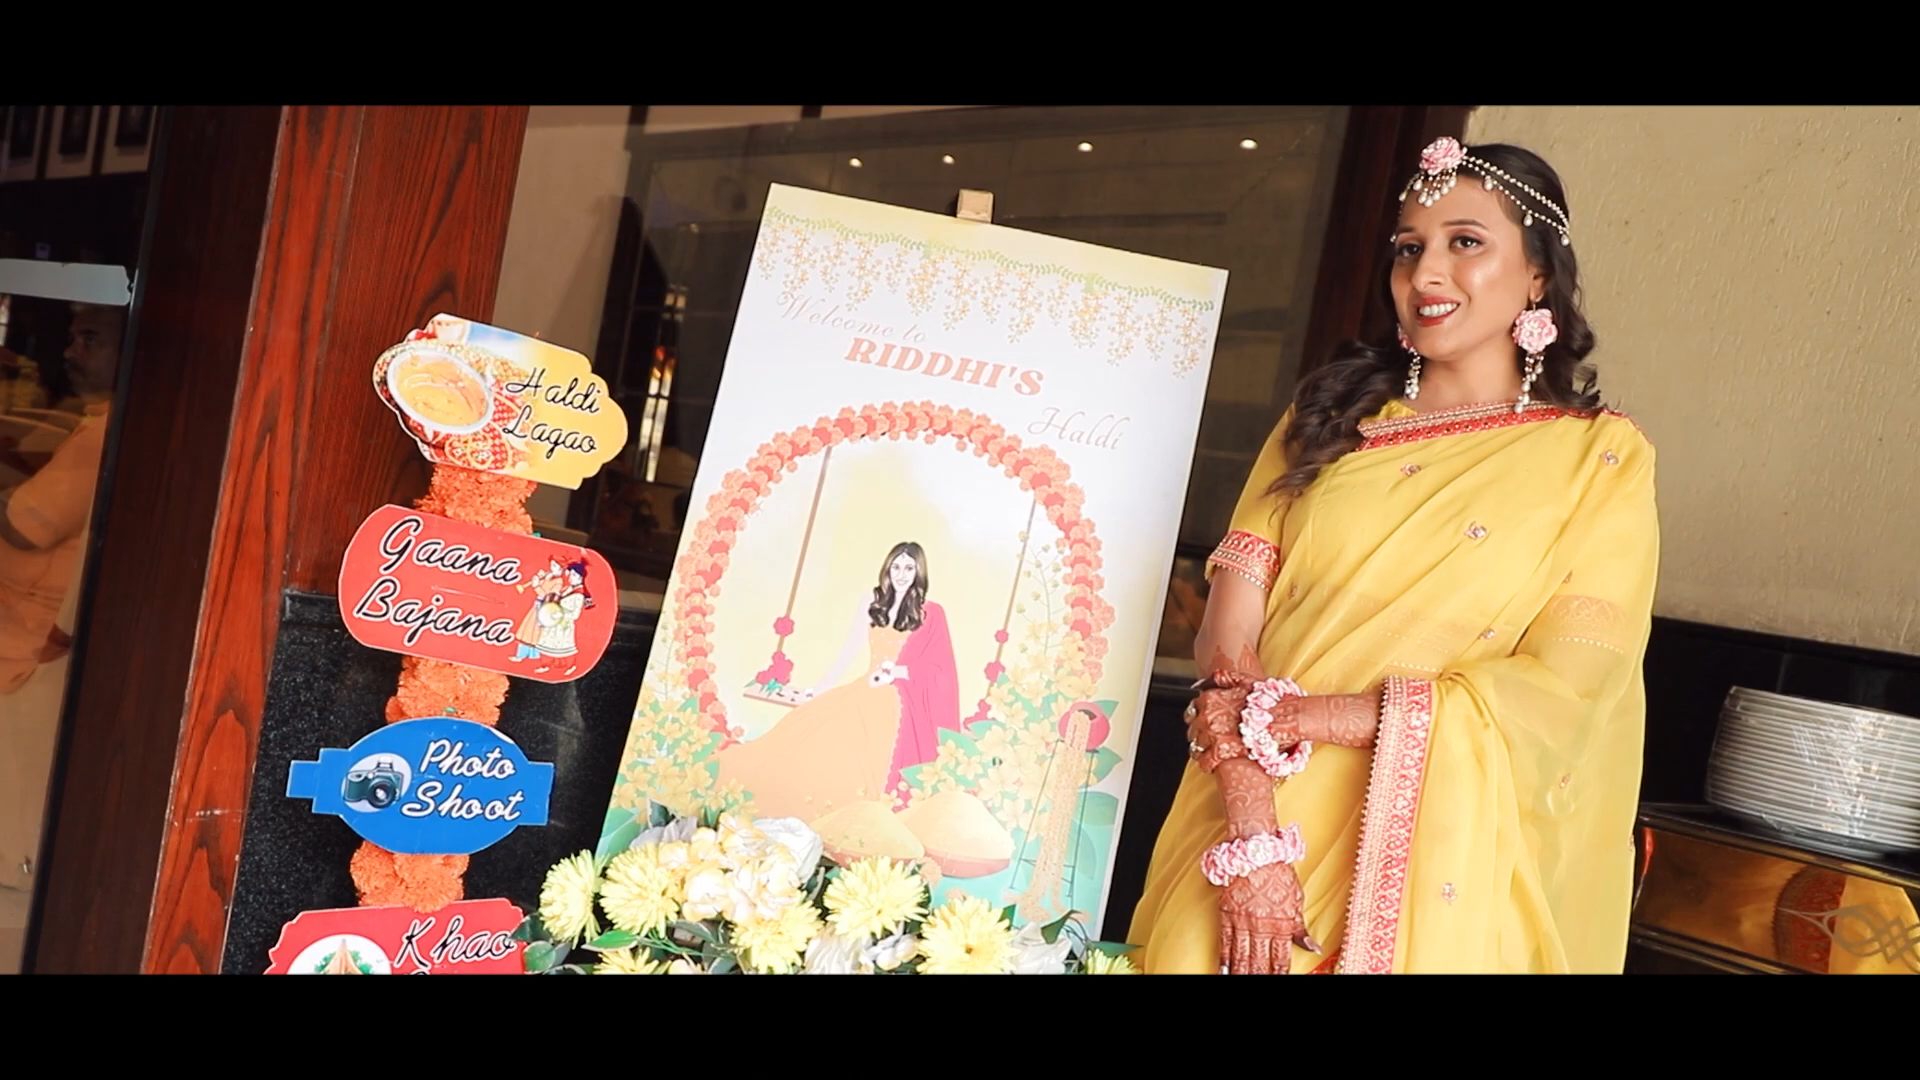 Haldi
Lagao
Gaana
Bajana
Photo
Shoot
Khao
Welcome to
RIDDHI'S
Haldi